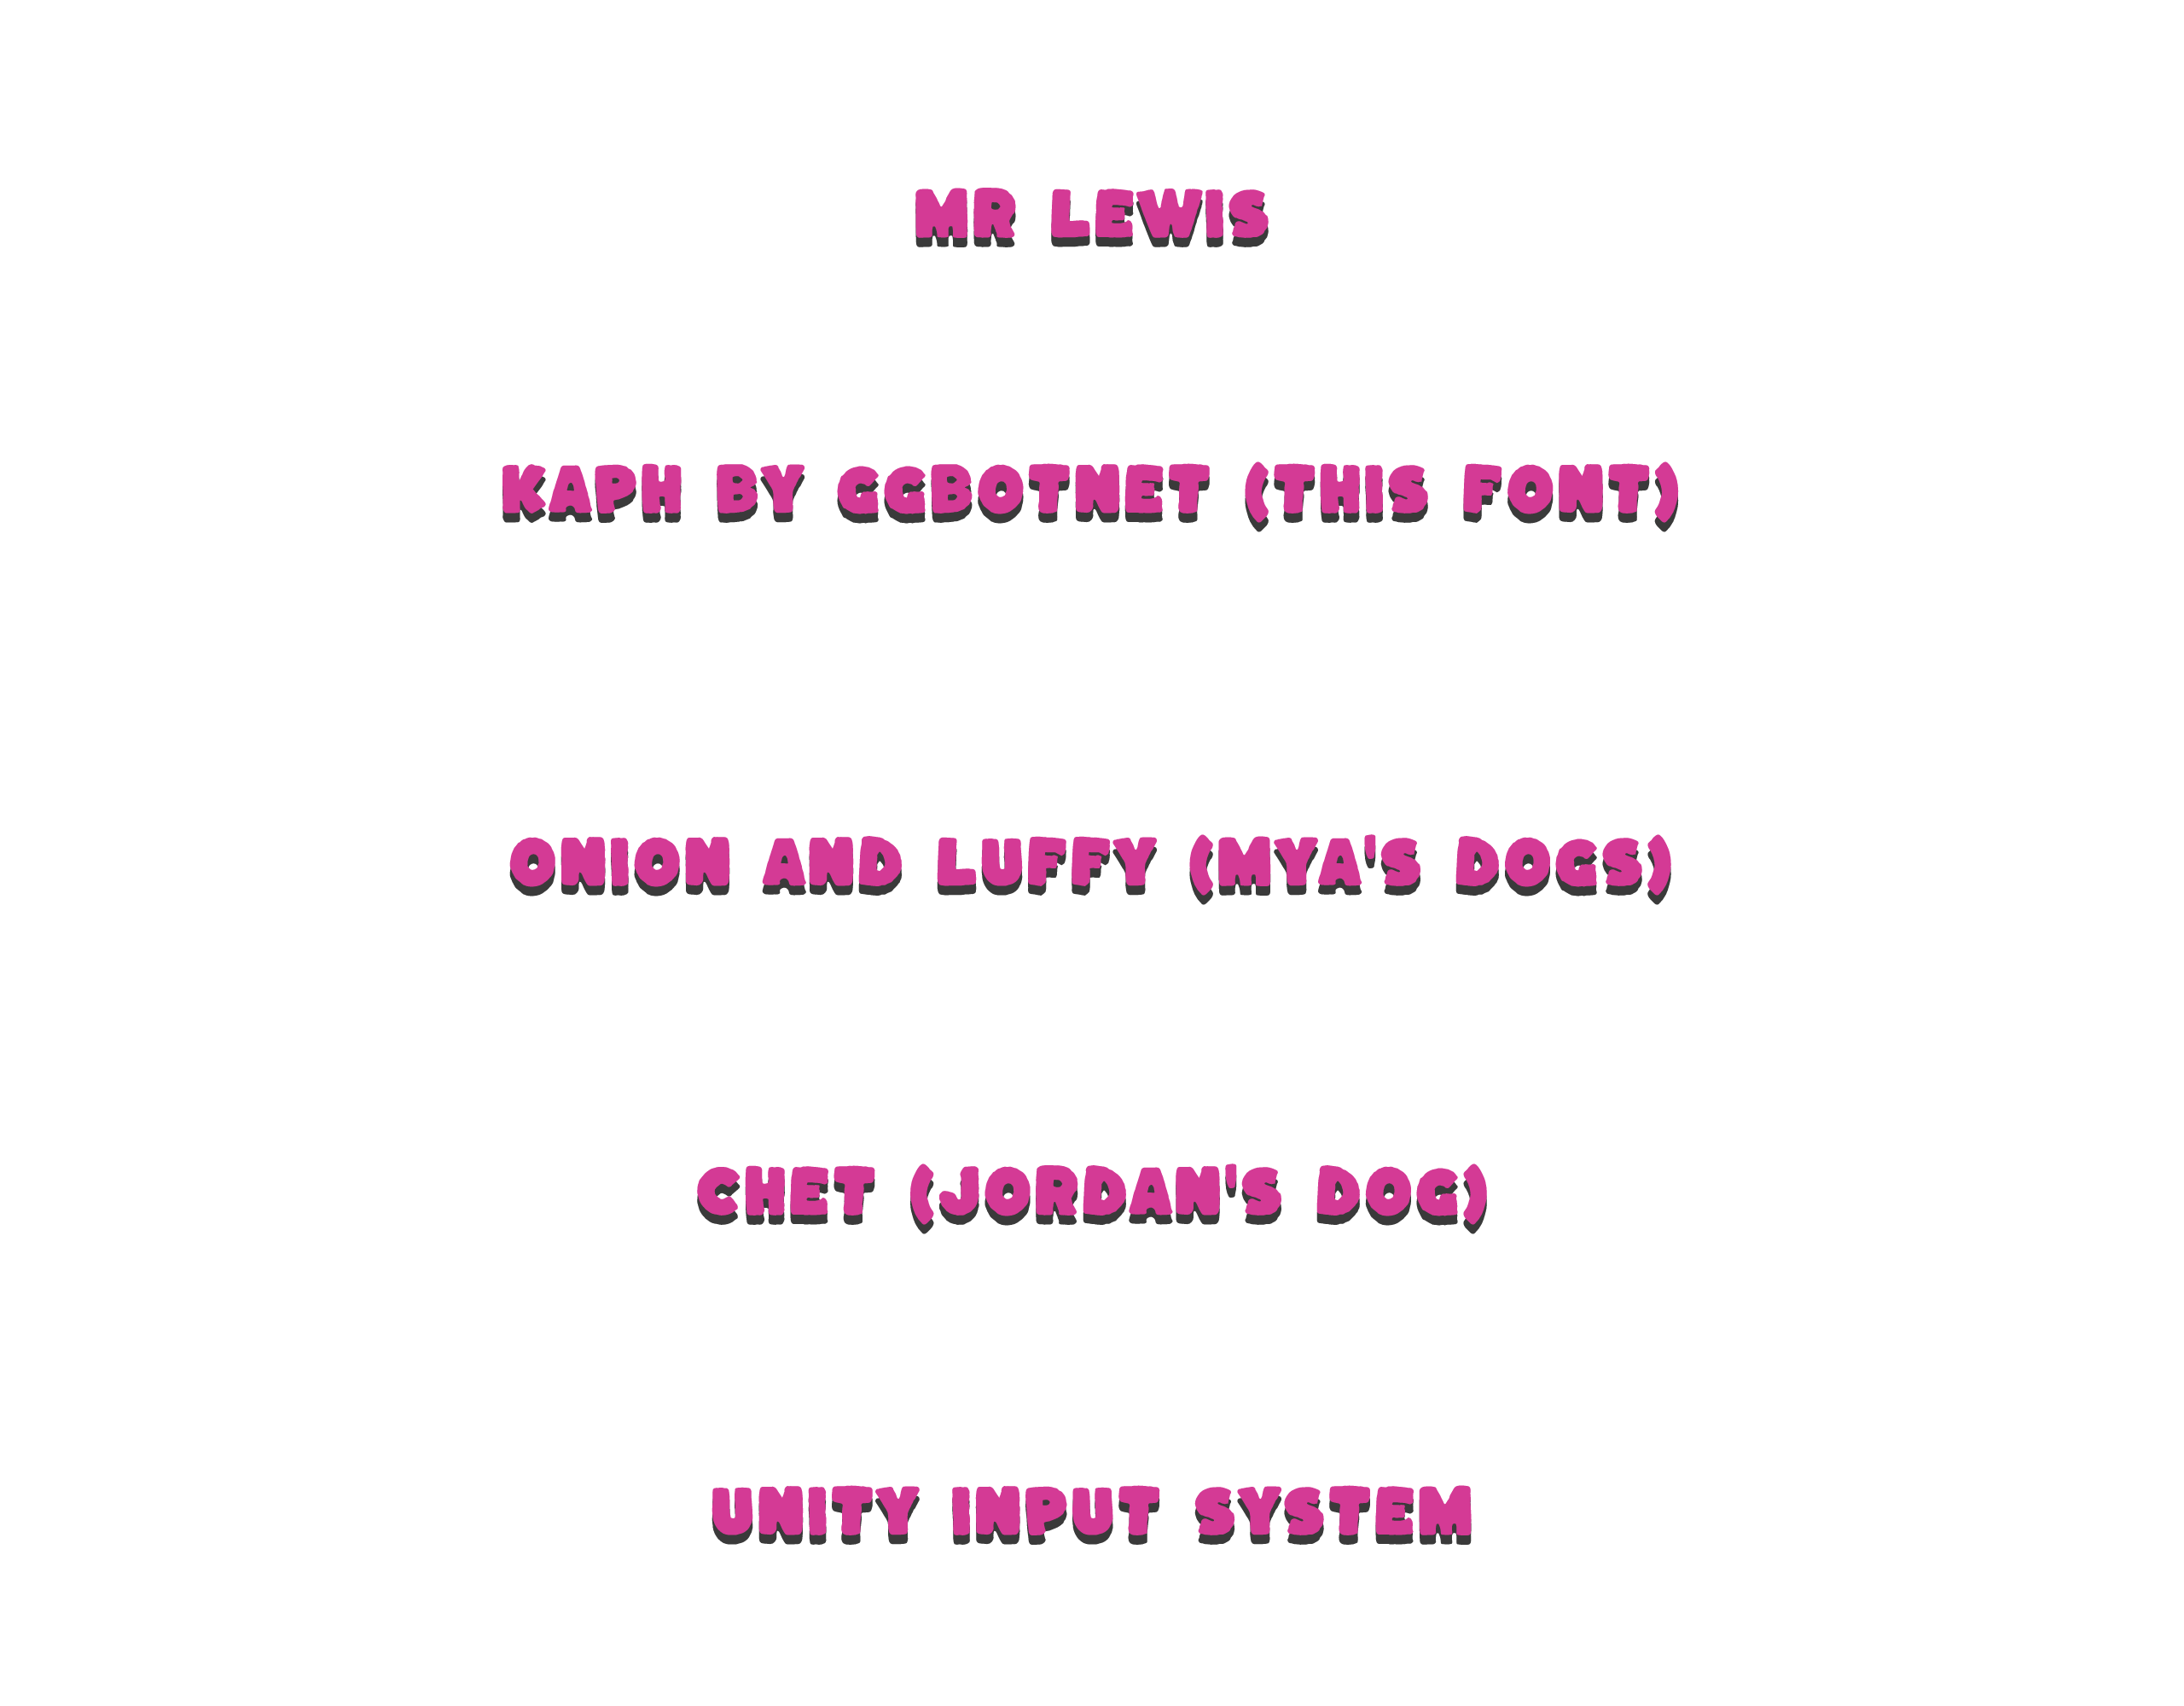 MR LEWIS
KAPH BY GGBOTNET (THIS FONT)
ONION AND LUFFY (MYA'S DOGS)
CHET (JORDAN'S DOG)
UNITY INPUT SYSTEM